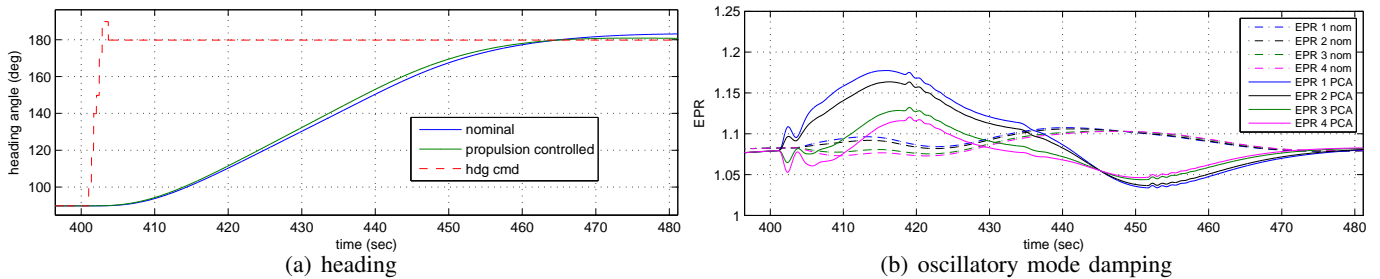 180
160
140
120
100
heading angle (deg)
nominal
propulsion controlled
hdg cmd
400 410 420 430 440 450 460 470 480
time (sec)
(a) heading
1.25
1.2
1.15
1.1
1.05
1
EPR
EPR 1 nom
EPR 2 nom
EPR 3 nom
EPR 4 nom
EPR 1 PCA
EPR 2 PCA
EPR 3 PCA
EPR 4 PCA
400 410 420 430 440 450 460 470 480
time (sec)
(b) oscillatory mode damping